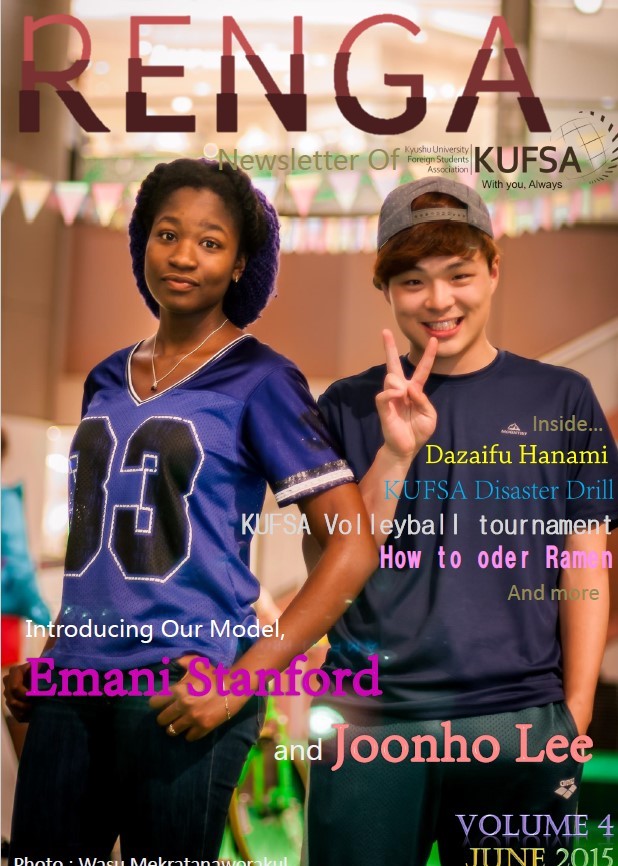 RENGA
Newsletter Of
Kyushu University
Foreign Students
Association
KUFSA
With you, Always
Inside...
Dazaifu Hanami
KUFSA Disaster Drill
KUFSA Volleyball tournament
How to oder Ramen
And more
33
Introducing Our Model,
Emani Stanford
and Joonho Lee
arena
VOLUME 4
JUNE 2015
Photo : Wasu Mekratanaworakul